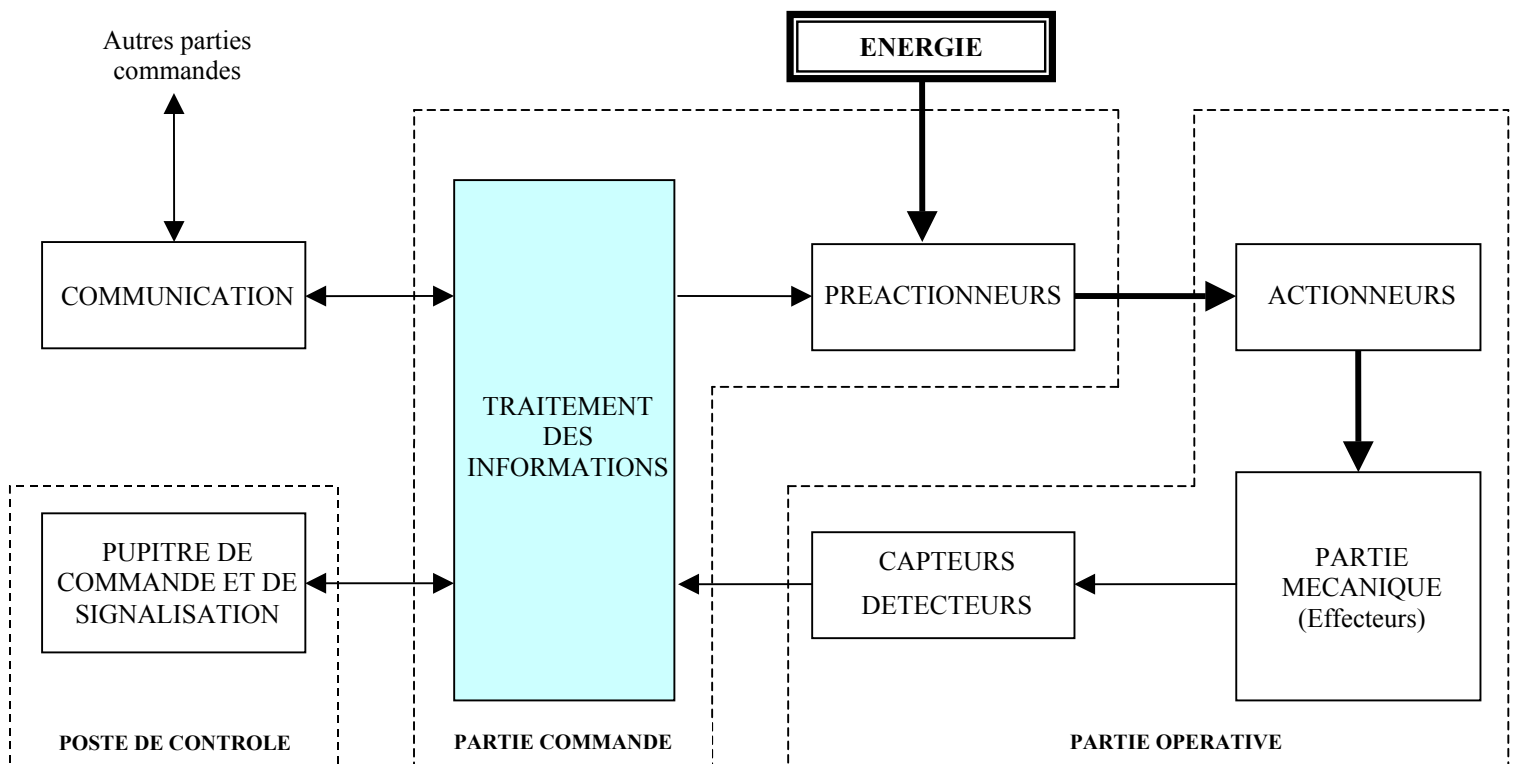 Autres parties
commandes
ENERGIE
COMMUNICATION
PREACTIONNEURS
ACTIONNEURS
TRAITEMENT
DES
INFORMATIONS
PUPITRE DE
COMMANDE ET DE
SIGNALISATION
CAPTEURS
DETECTEURS
PARTIE
MECANIQUE
(Effecteurs)
POSTE DE CONTROLE
PARTIE COMMANDE
PARTIE OPERATIVE